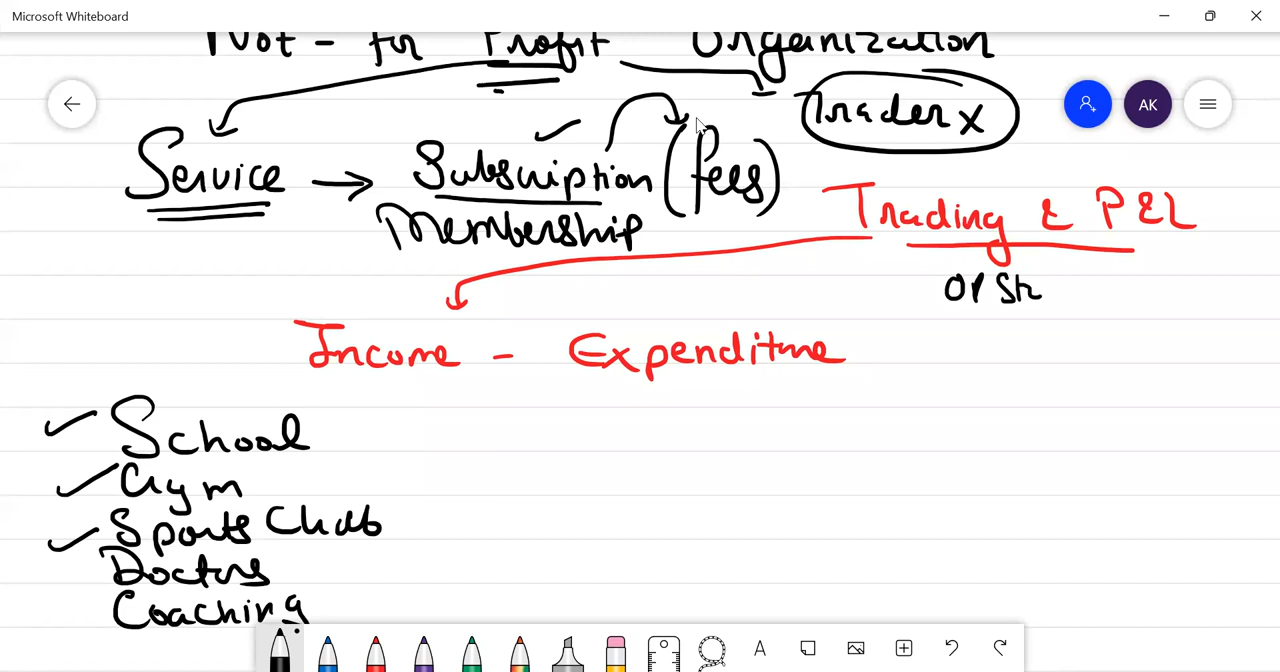 Microsoft Whiteboard
Not - for Profit Organization
Trader x
AK
Service → Subscription (fees)
Membership
Trading & P&L
Income - Expenditure
✓ School
✓ Gym
✓ Sports Club
Doctors
Coaching
A